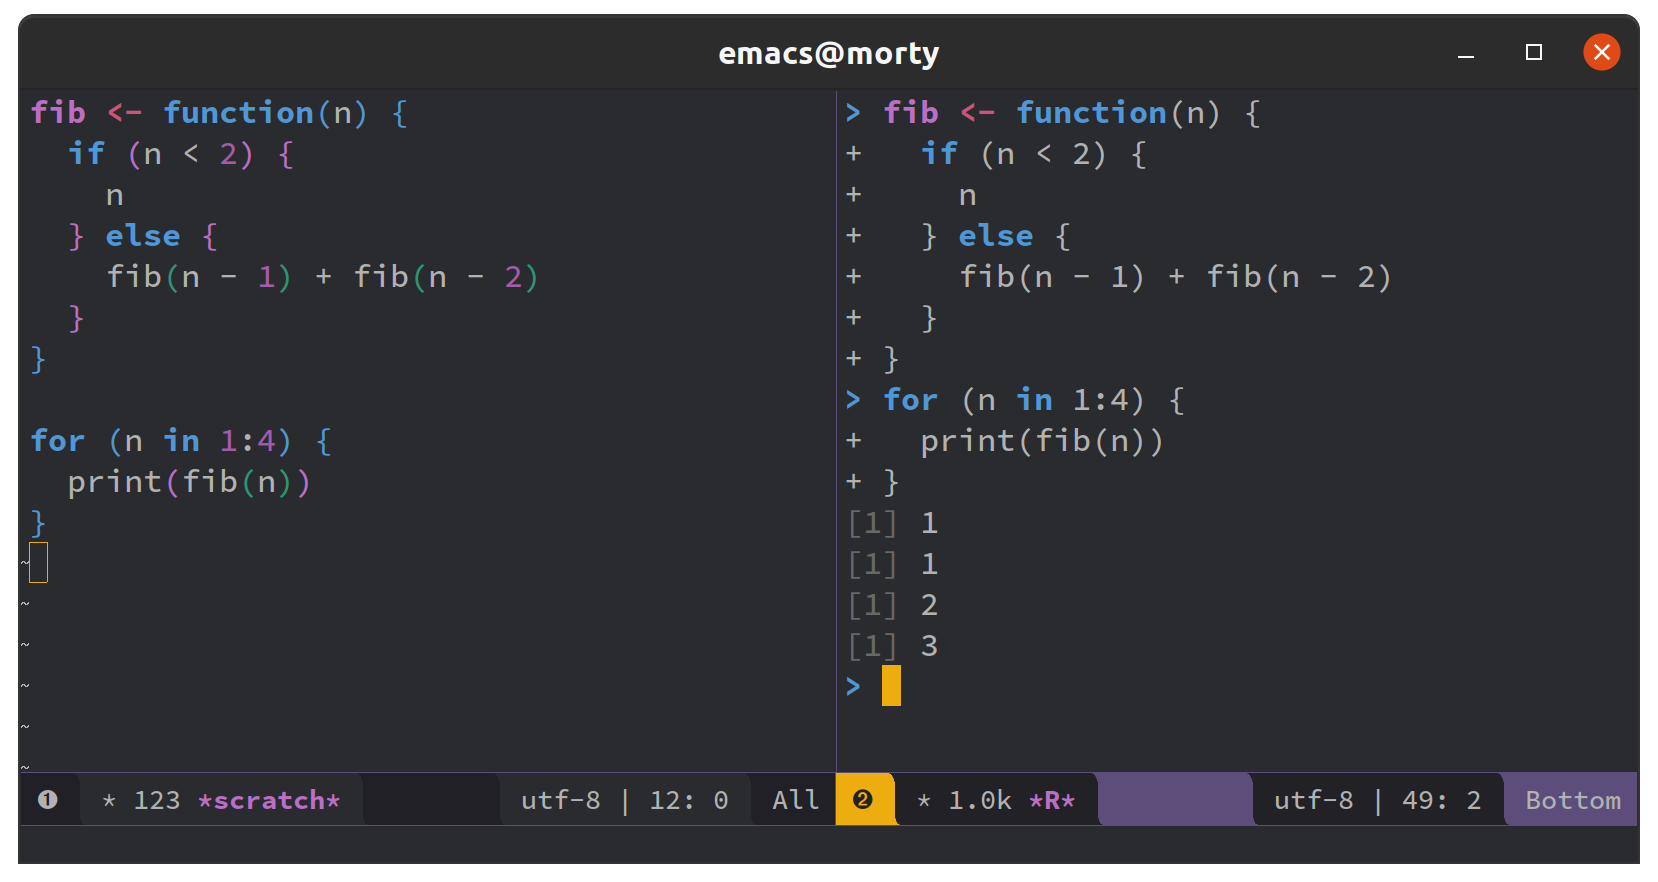 emacs@morty
fib <- function(n) {
  if (n < 2) {
    n
  } else {
    fib(n - 1) + fib(n - 2)
  }
}

for (n in 1:4) {
  print(fib(n))
}
~
~
~
~
~
~
❶ * 123 *scratch* utf-8 | 12: 0 All
> fib <- function(n) {
+   if (n < 2) {
+     n
+   } else {
+     fib(n - 1) + fib(n - 2)
+   }
+ }
> for (n in 1:4) {
+   print(fib(n))
+ }
[1] 1
[1] 1
[1] 2
[1] 3
>
❷ * 1.0k *R* utf-8 | 49: 2 Bottom